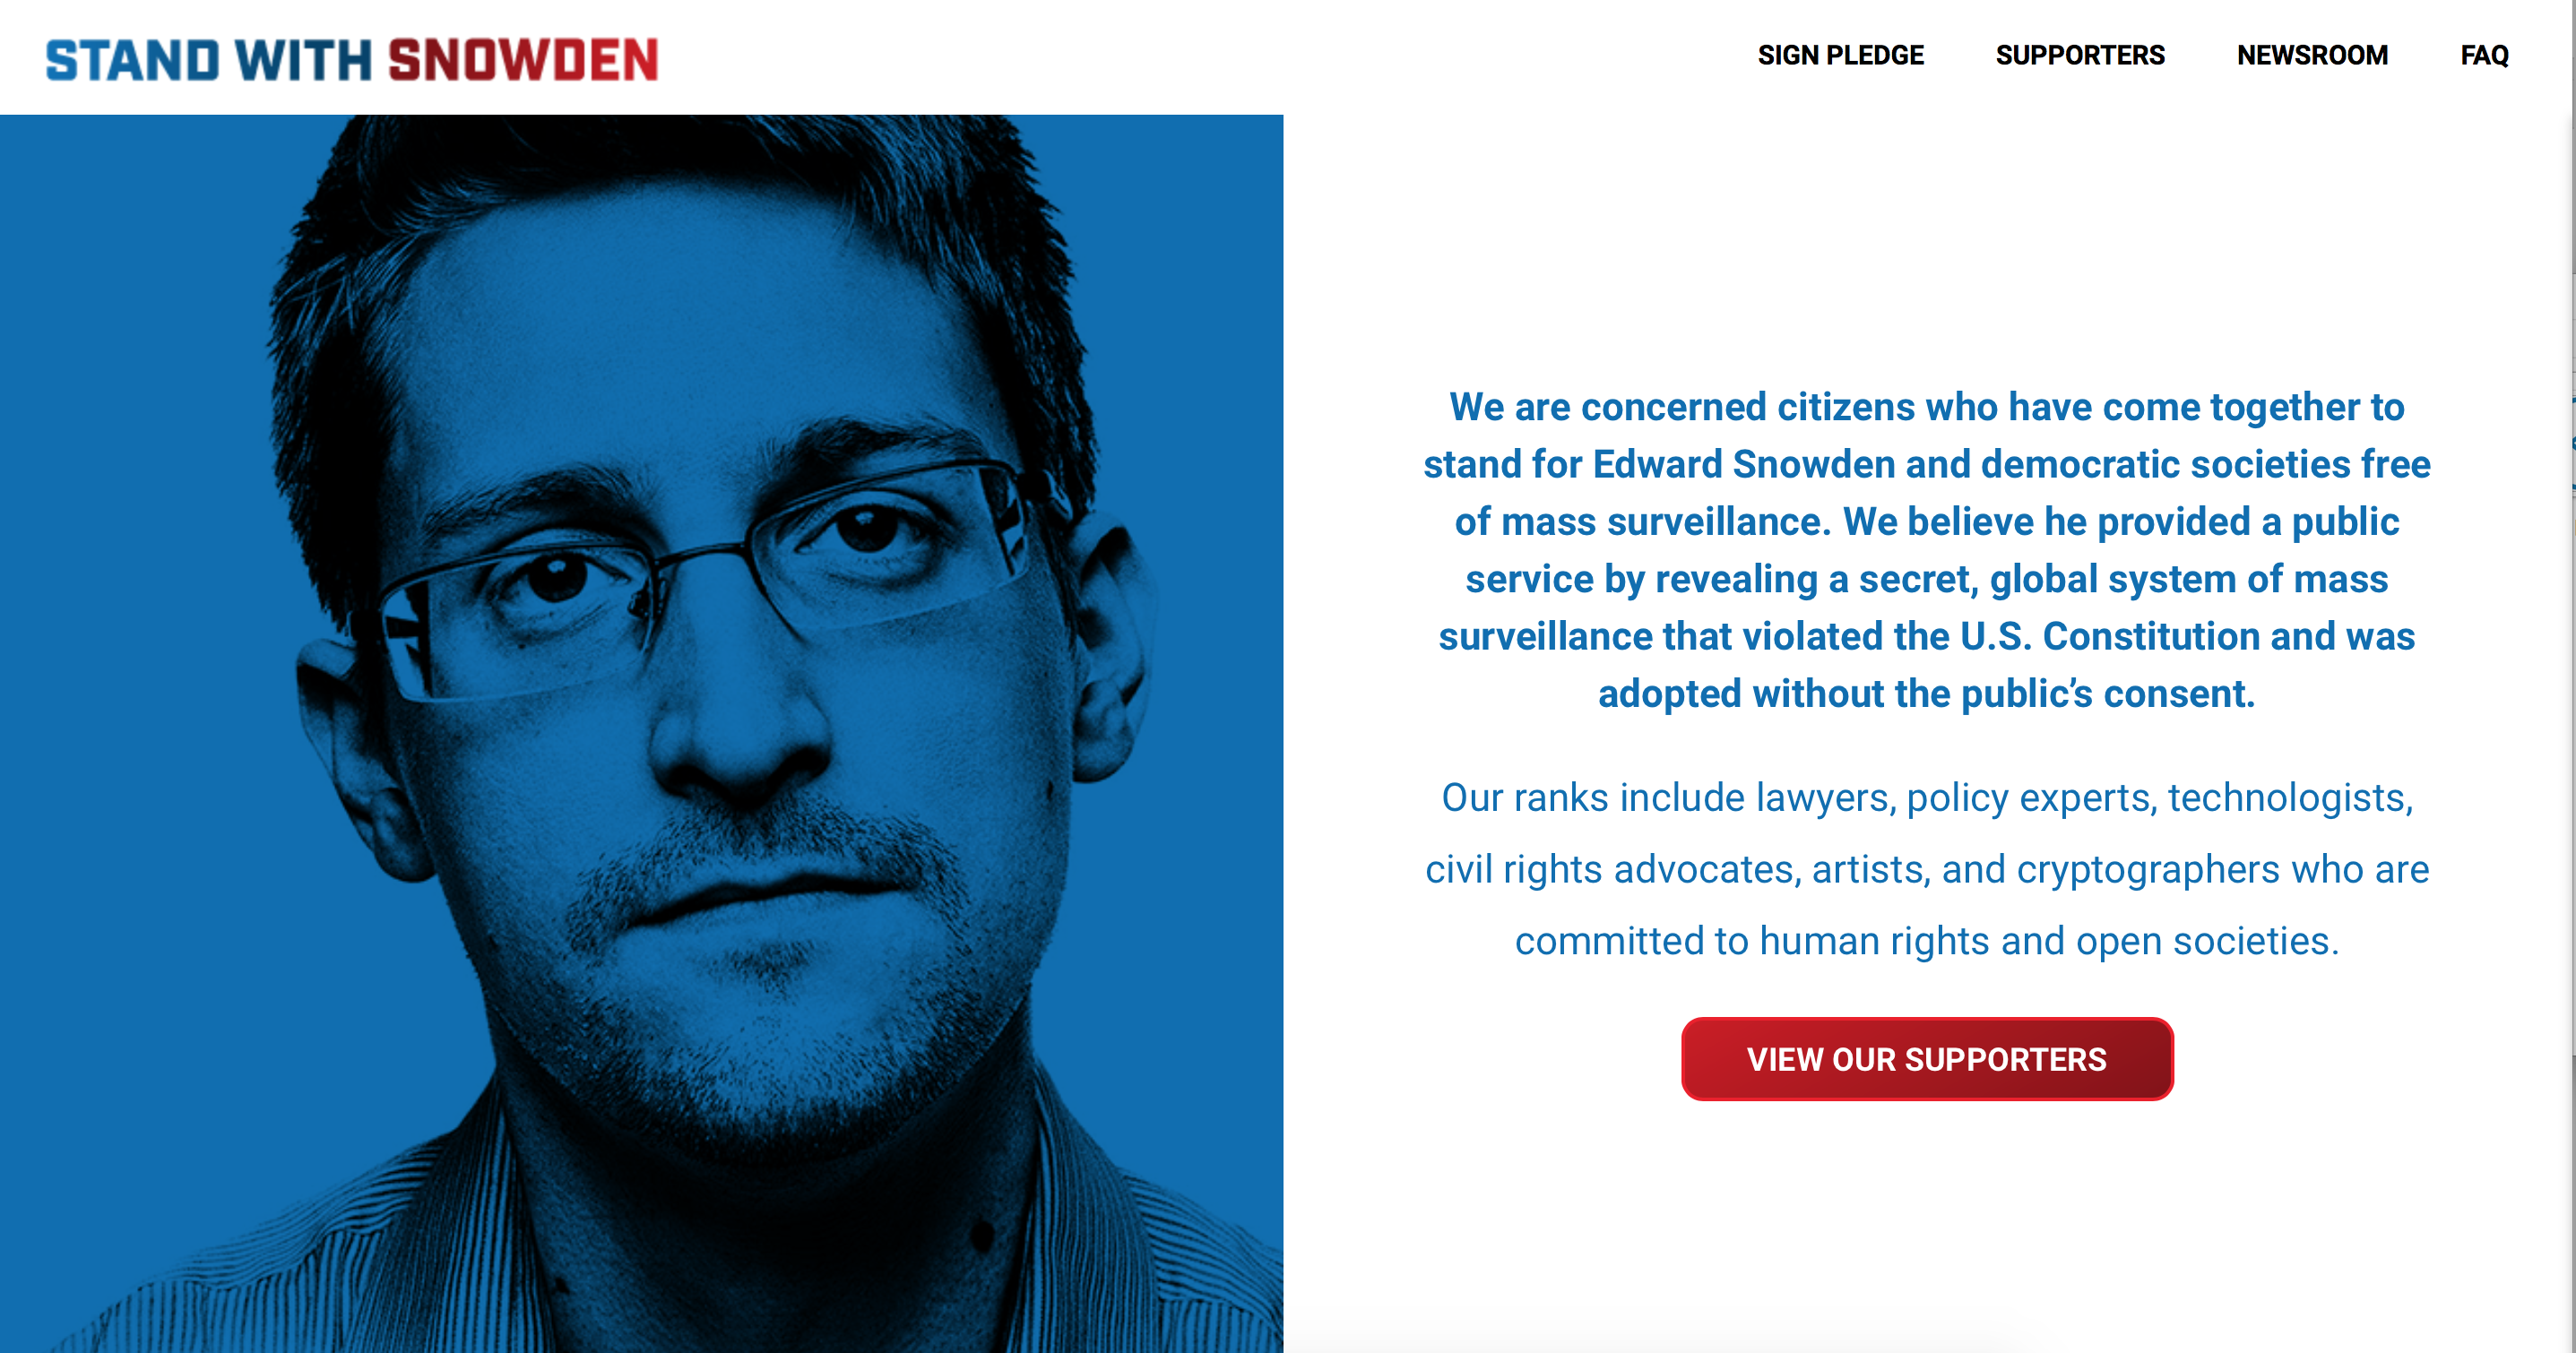 STAND WITH SNOWDEN
SIGN PLEDGE
SUPPORTERS
NEWSROOM
FAQ
We are concerned citizens who have come together to
stand for Edward Snowden and democratic societies free
of mass surveillance. We believe he provided a public
service by revealing a secret, global system of mass
surveillance that violated the U.S. Constitution and was
adopted without the public’s consent.
Our ranks include lawyers, policy experts, technologists,
civil rights advocates, artists, and cryptographers who are
committed to human rights and open societies.
VIEW OUR SUPPORTERS